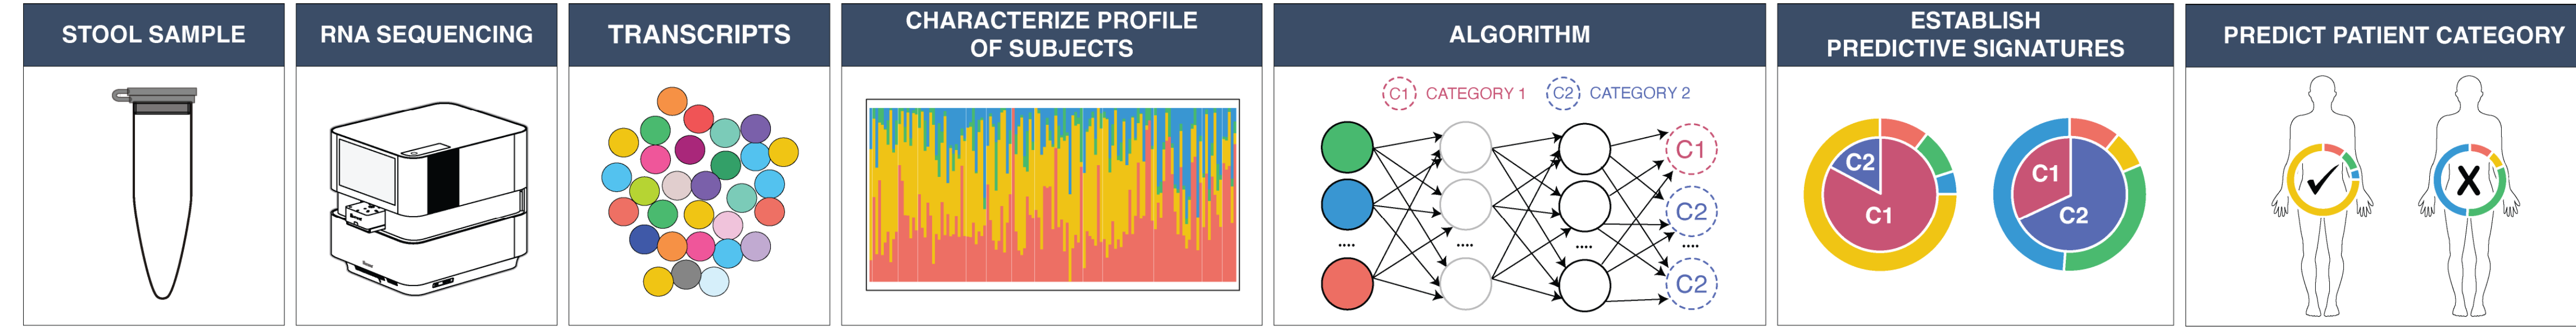 STOOL SAMPLE
RNA SEQUENCING
TRANSCRIPTS
CHARACTERIZE PROFILE
OF SUBJECTS
ALGORITHM
C1 CATEGORY 1 C2 CATEGORY 2
C1
C2
....
....
....
....
C2
ESTABLISH
PREDICTIVE SIGNATURES
C2
C1
C1
C2
PREDICT PATIENT CATEGORY
✓
X